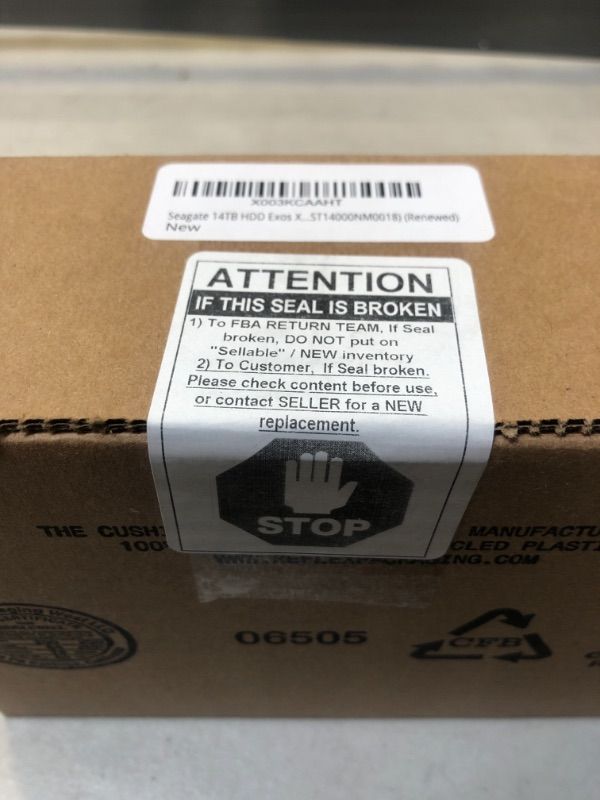 X003KCAAHT
Seagate 14TB HDD Exos X...ST14000NM0018) (Renewed)
New
ATTENTION
IF THIS SEAL IS BROKEN
1) To FBA RETURN TEAM, If Seal
broken, DO NOT put on
"Sellable" / NEW inventory
2) To Customer, If Seal broken.
Please check content before use,
or contact SELLER for a NEW
replacement.
STOP
THE CUSH
MANUFACTU
100
CLED PLASTI
06505
CFB